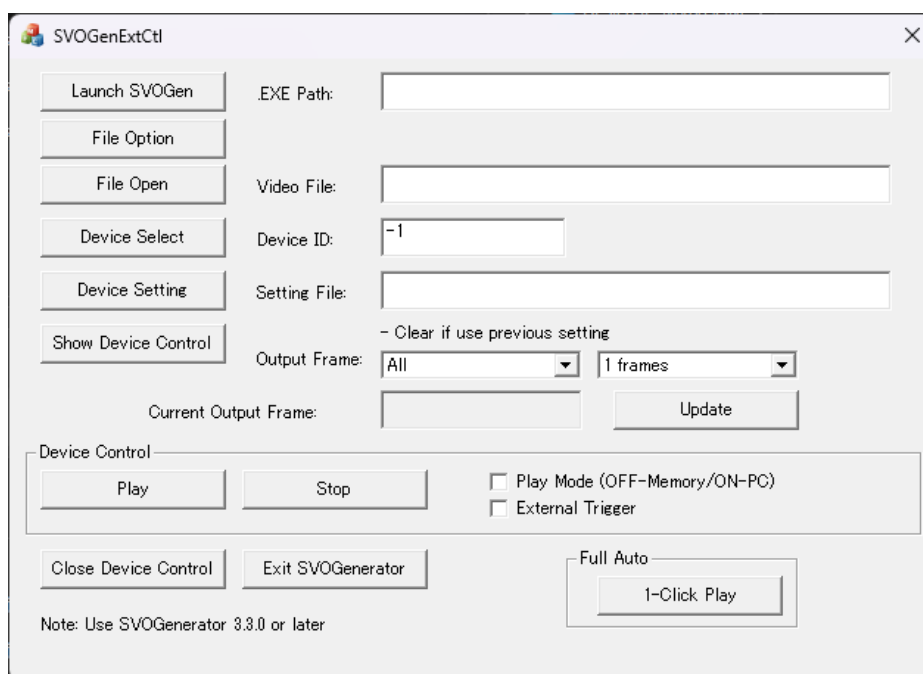 SVOGenExtCtl
Launch SVOGen .EXE Path:
File Option
File Open Video File:
Device Select Device ID: -1
Device Setting Setting File:
- Clear if use previous setting
Show Device Control Output Frame: All 1 frames
Current Output Frame: Update
Device Control
Play Stop Play Mode (OFF-Memory/ON-PC)
External Trigger
Close Device Control Exit SVOGenerator Full Auto
1-Click Play
Note: Use SVOGenerator 3.3.0 or later